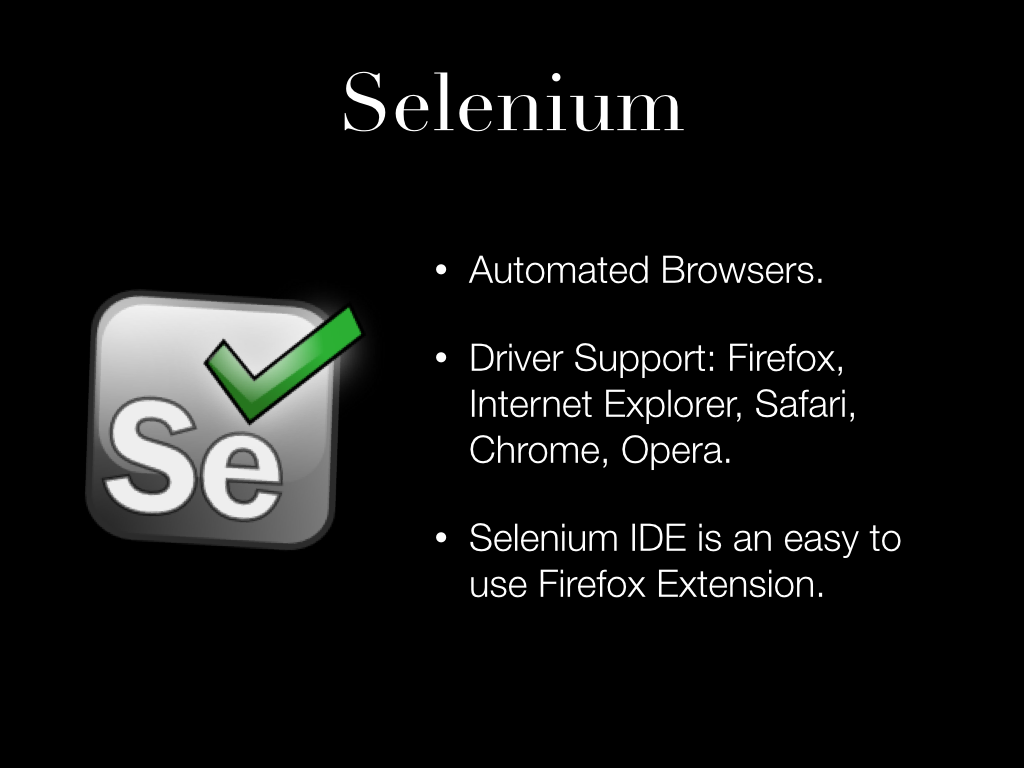 Selenium
Se
• Automated Browsers.
• Driver Support: Firefox,
Internet Explorer, Safari,
Chrome, Opera.
• Selenium IDE is an easy to
use Firefox Extension.